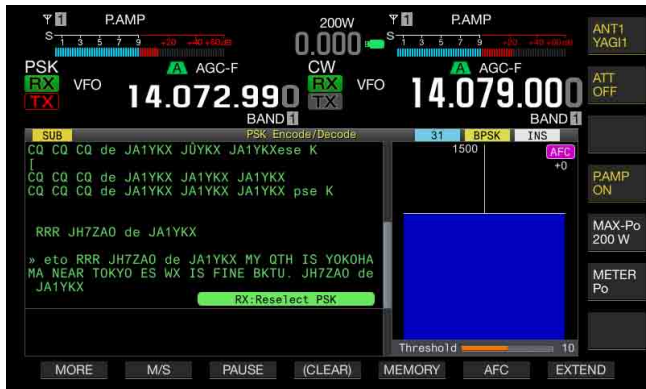 1 P.AMP 200W 1 P.AMP
S 1 3 5 7 9 +20 +40 +60dB 0.000 S 1 3 5 7 9 +20 +40 +60dB
PSK A AGC-F CW A AGC-F
RX VFO RX VFO
TX 14.072.990 TX 14.079.000
BAND 1 BAND 1
SUB PSK Encode/Decode 31 BPSK INS
CQ CQ CQ de JA1YKX JÛYKX JA1YKXese K
[
CQ CQ CQ de JA1YKX JA1YKX JA1YKX
CQ CQ CQ de JA1YKX JA1YKX JA1YKX pse K
RRR JH7ZAO de JA1YKX
» eto RRR JH7ZAO de JA1YKX MY QTH IS YOKOHA
MA NEAR TOKYO ES WX IS FINE BKTU. JH7ZAO de
JA1YKX
RX:Reselect PSK
1500 AFC
+0
Threshold 10
ANT1
YAGI1
ATT
OFF
P.AMP
ON
MAX-Po
200 W
METER
Po
MORE M/S PAUSE (CLEAR) MEMORY AFC EXTEND